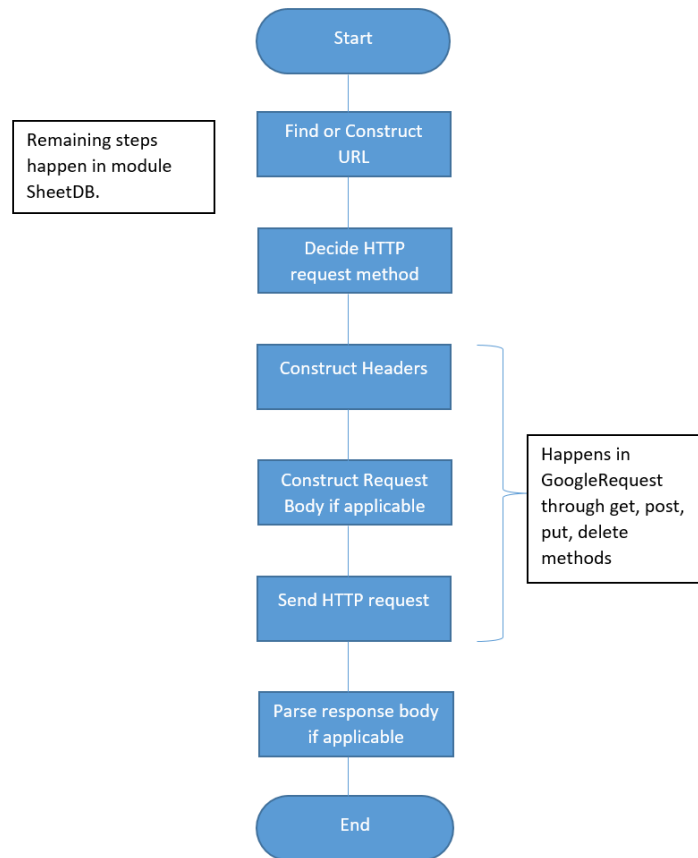 Start
Find or Construct
URL
Remaining steps
happen in module
SheetDB.
Decide HTTP
request method
Construct Headers
Construct Request
Body if applicable
Happens in
GoogleRequest
through get, post,
put, delete
methods
Send HTTP request
Parse response body
if applicable
End